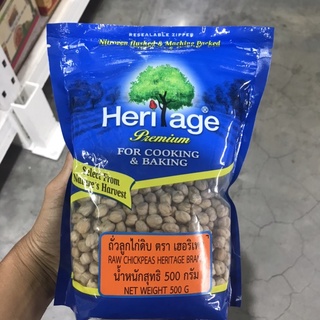 RESEALABLE ZIPPER
Nitrogen flushed & Machine Packed
Heritage®
Premium
FOR COOKING
& BAKING
Select From
Nature's Harvest
ถั่วลูกไก่ดิบ ตรา เฮอริเทจ
RAW CHICKPEAS HERITAGE BRAND
น้ำหนักสุทธิ 500 กรัม
NET WEIGHT 500 G